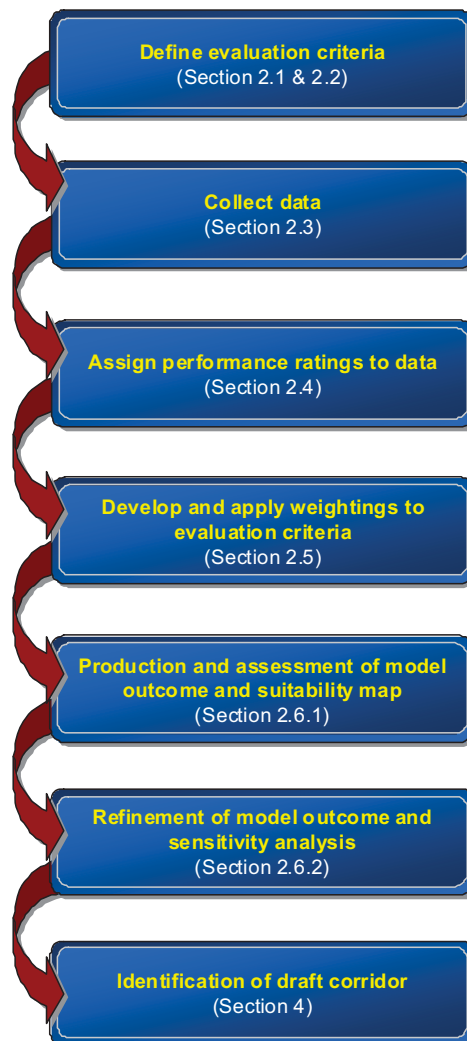 Define evaluation criteria
(Section 2.1 & 2.2)
Collect data
(Section 2.3)
Assign performance ratings to data
(Section 2.4)
Develop and apply weightings to
evaluation criteria
(Section 2.5)
Production and assessment of model
outcome and suitability map
(Section 2.6.1)
Refinement of model outcome and
sensitivity analysis
(Section 2.6.2)
Identification of draft corridor
(Section 4)